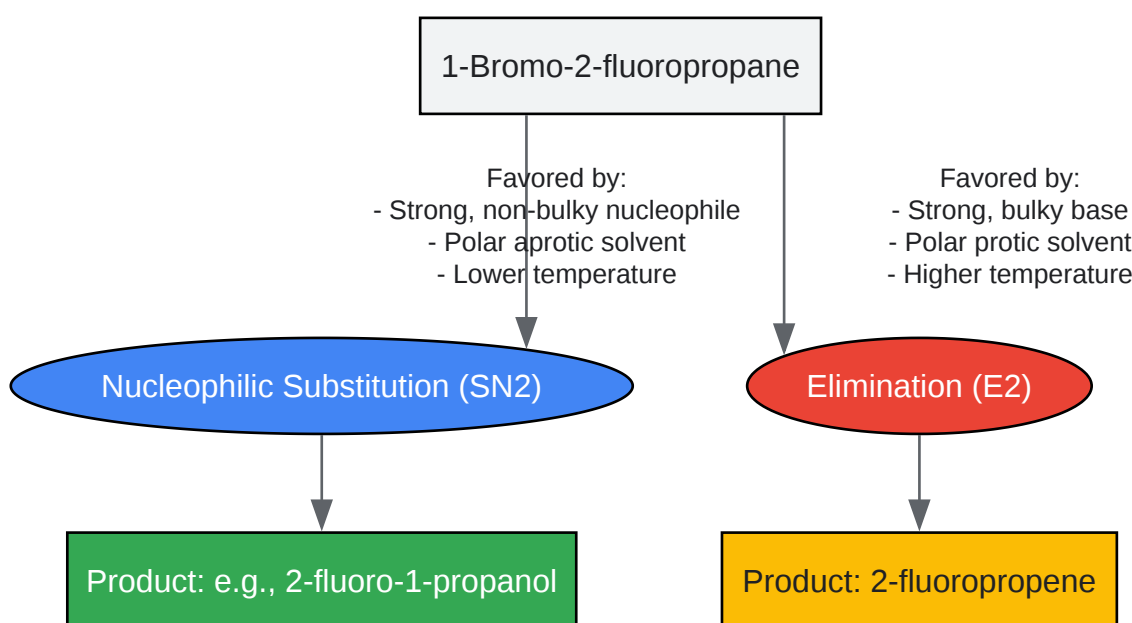 1-Bromo-2-fluoropropane
Favored by:
- Strong, non-bulky nucleophile
- Polar aprotic solvent
- Lower temperature
Favored by:
- Strong, bulky base
- Polar protic solvent
- Higher temperature
Nucleophilic Substitution (SN2)
Elimination (E2)
Product: e.g., 2-fluoro-1-propanol
Product: 2-fluoropropene